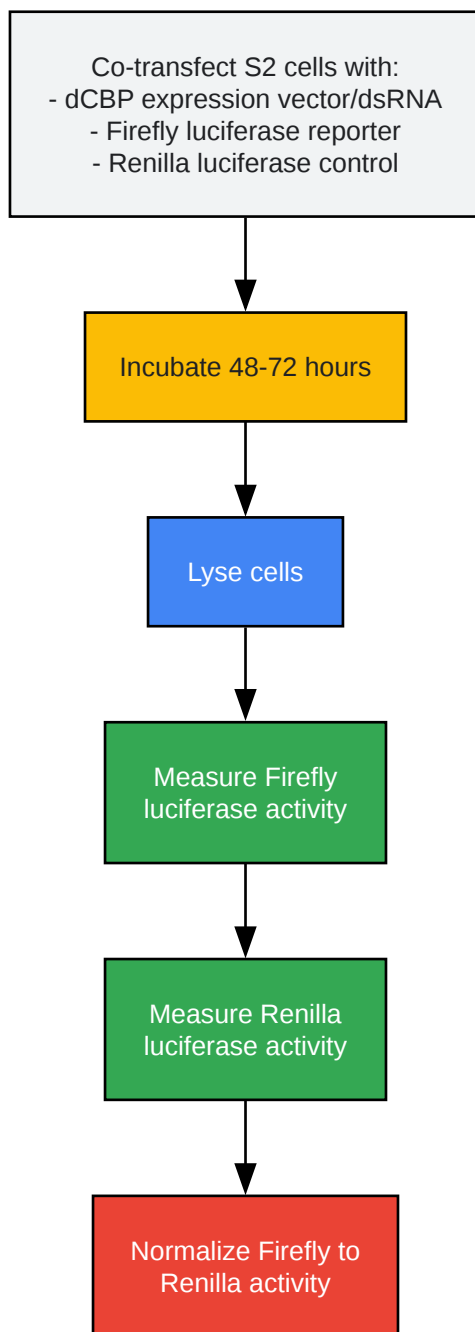 Co-transfect S2 cells with:
- dCBP expression vector/dsRNA
- Firefly luciferase reporter
- Renilla luciferase control
Incubate 48-72 hours
Lyse cells
Measure Firefly
luciferase activity
Measure Renilla
luciferase activity
Normalize Firefly to
Renilla activity